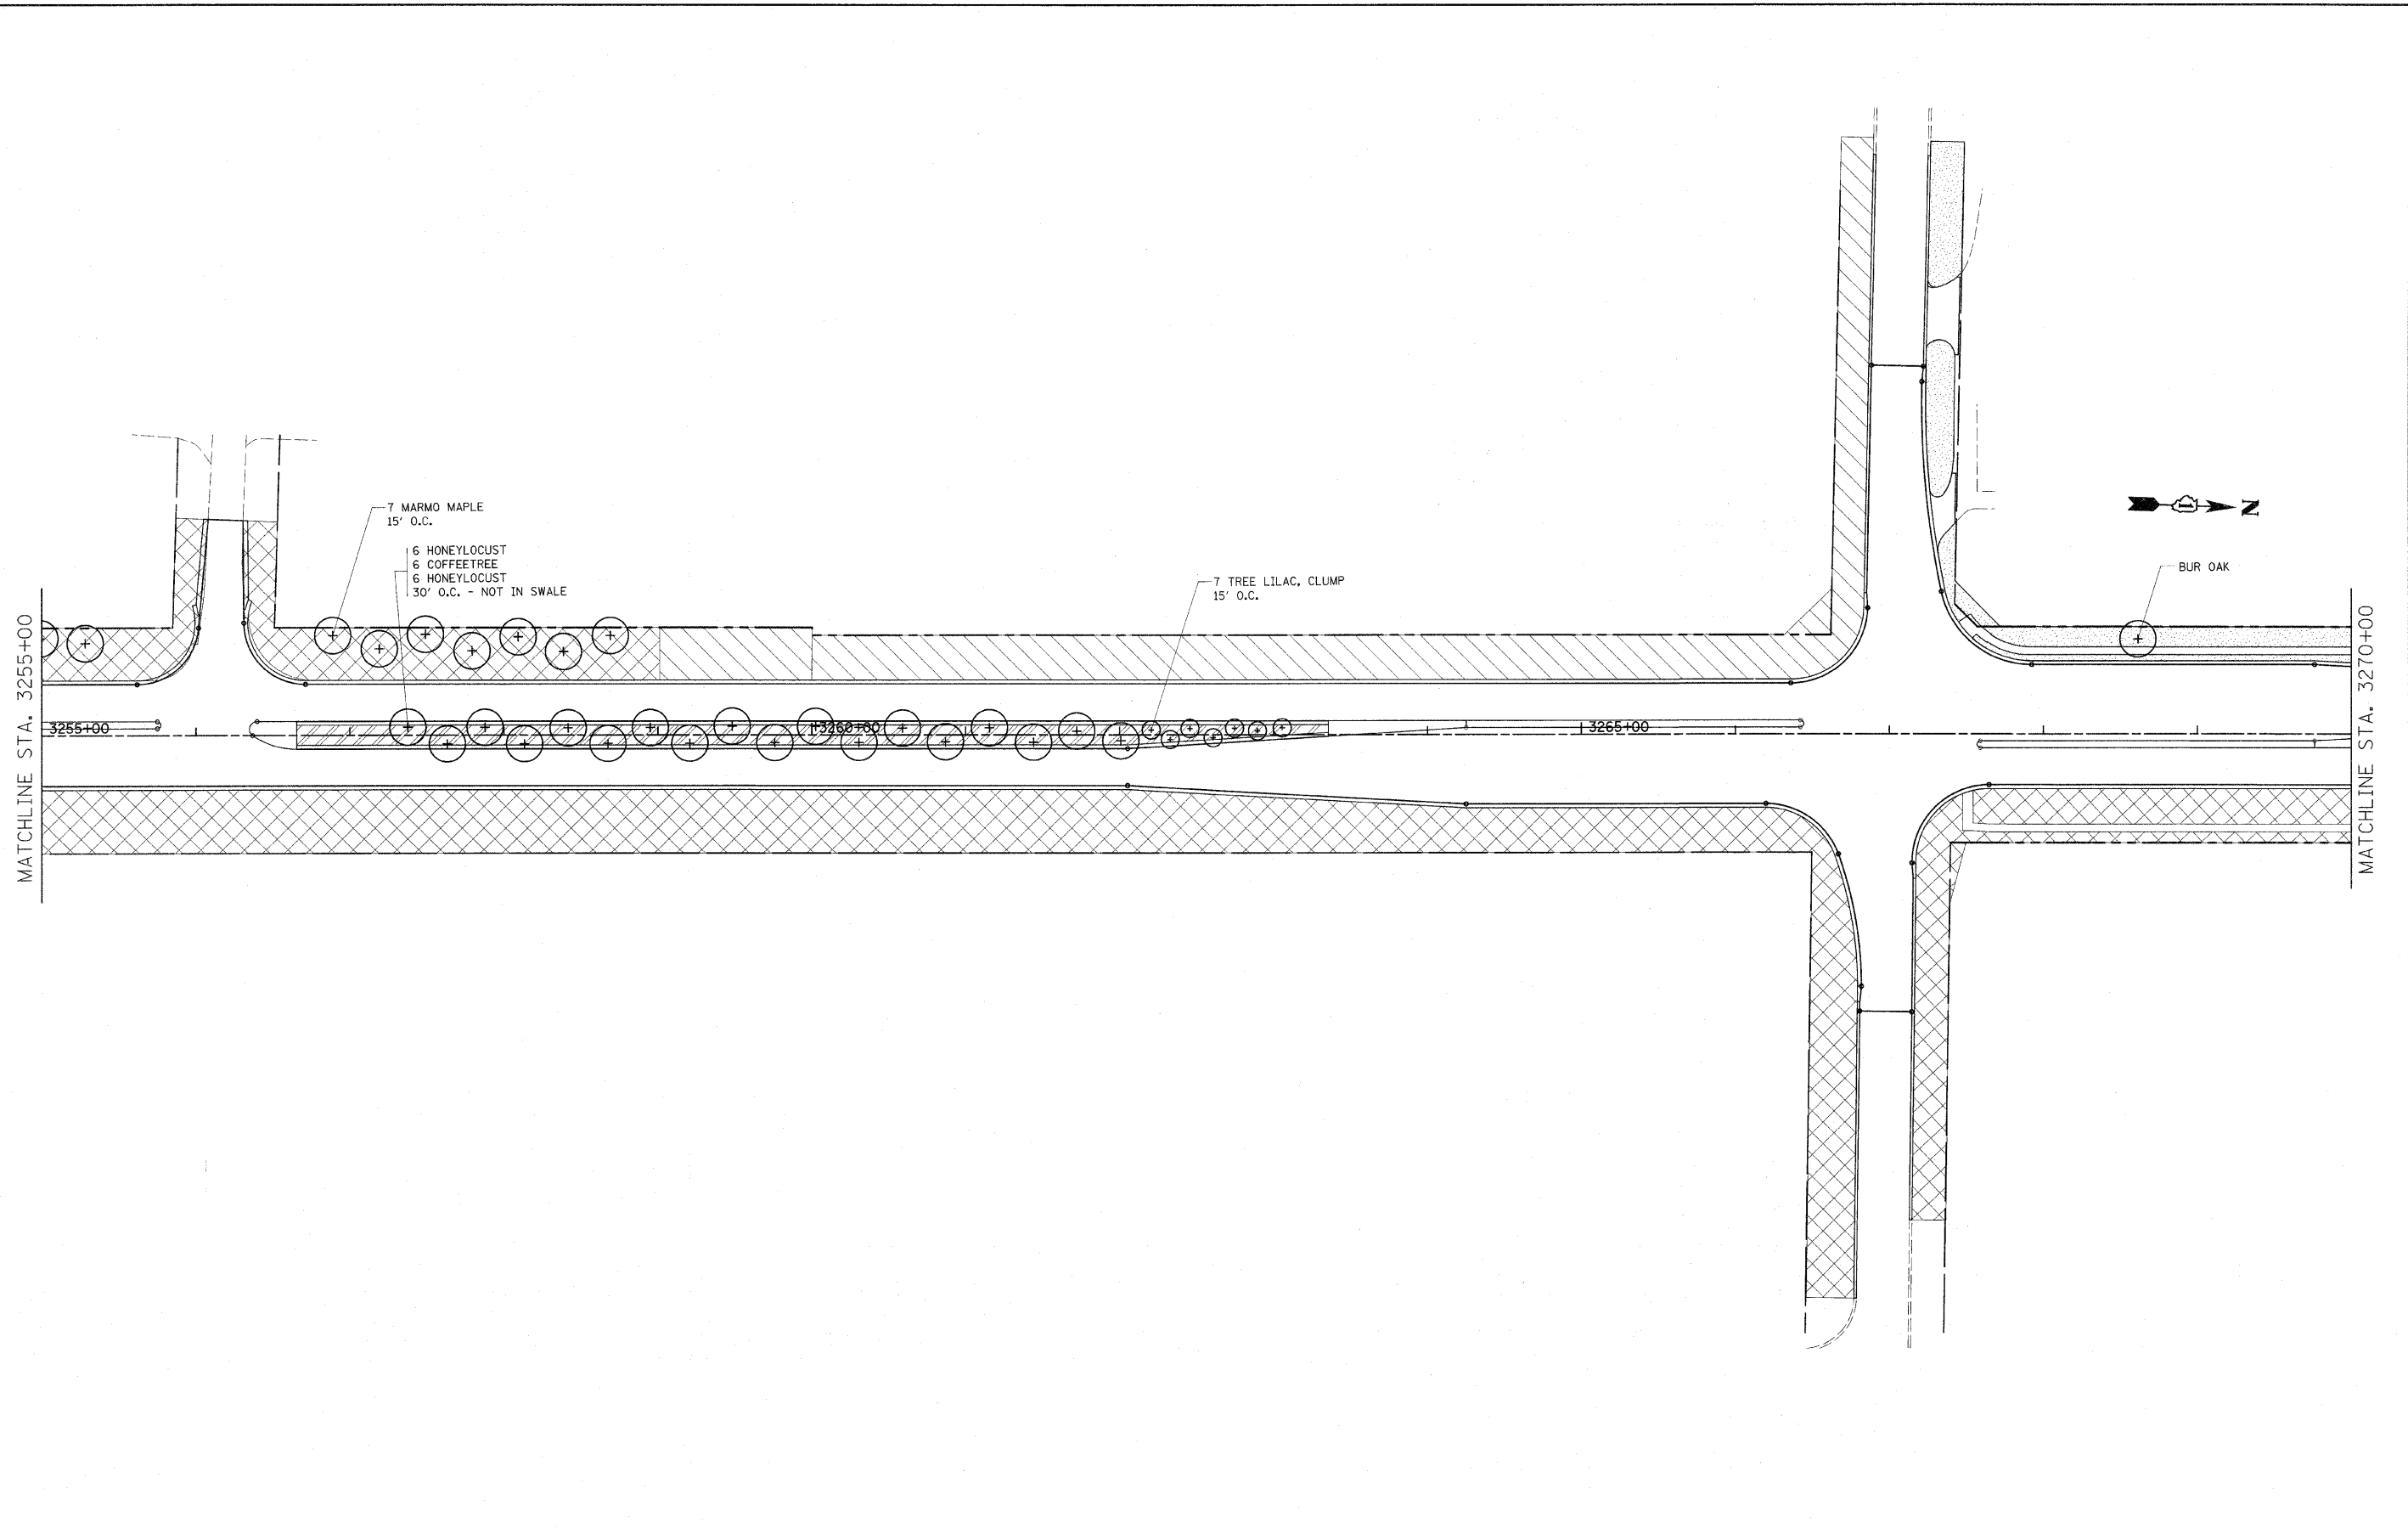 7 MARMO MAPLE
15' O.C.
6 HONEYLOCUST
6 COFFEETREE
6 HONEYLOCUST
30' O.C. - NOT IN SWALE
7 TREE LILAC, CLUMP
15' O.C.
1
N
BUR OAK
MATCHLINE STA. 3255+00
3255+00
3260+00
3265+00
MATCHLINE STA. 3270+00